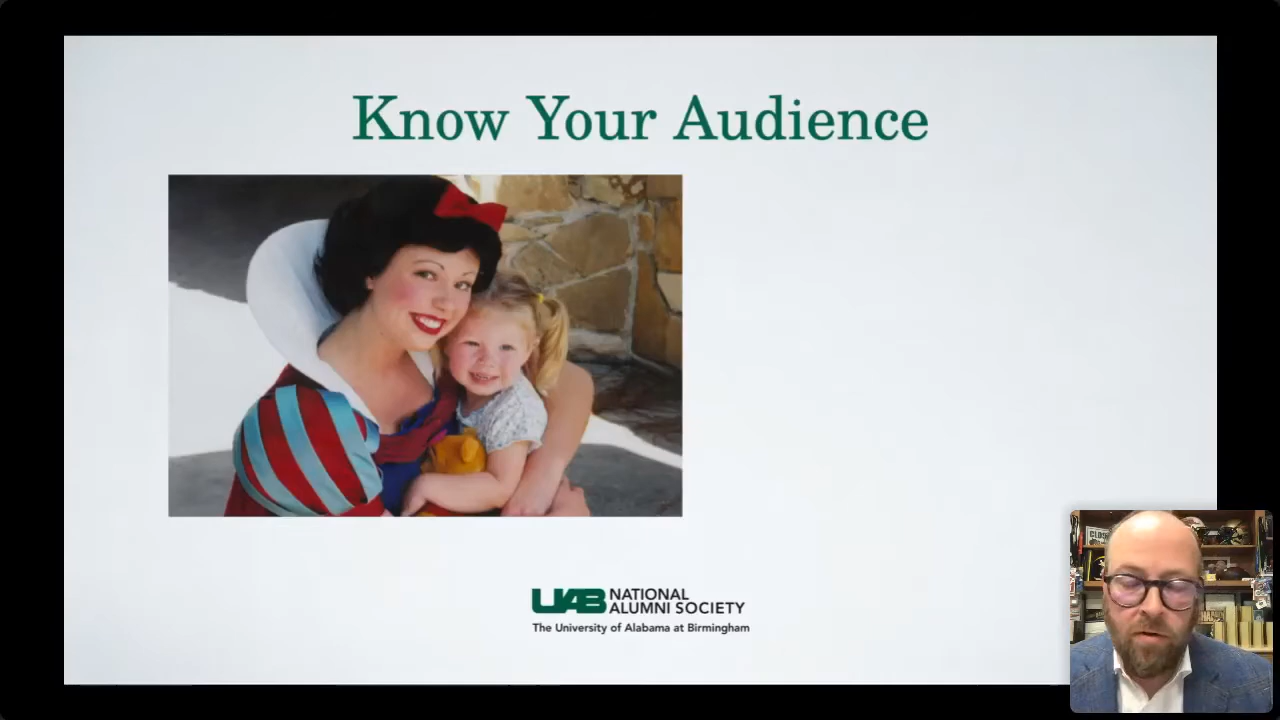 Know Your Audience
UAB NATIONAL
ALUMNI SOCIETY
The University of Alabama at Birmingham